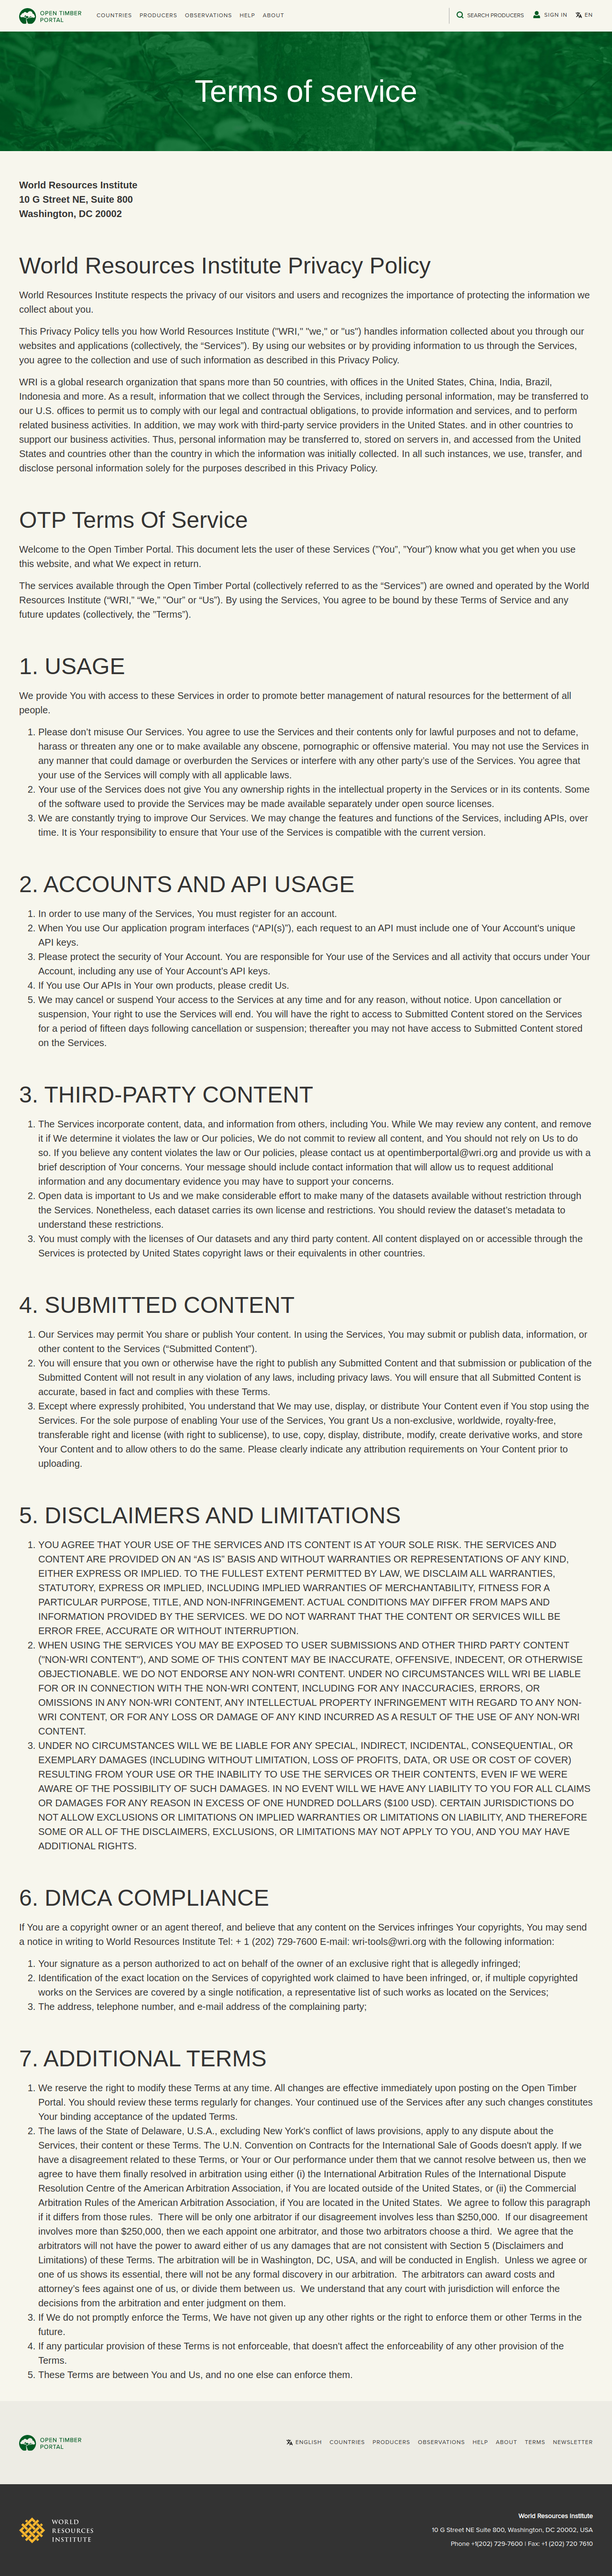 OPEN TIMBER
PORTAL
COUNTRIES PRODUCERS OBSERVATIONS HELP ABOUT
SEARCH PRODUCERS SIGN IN EN
Terms of service
World Resources Institute
10 G Street NE, Suite 800
Washington, DC 20002
World Resources Institute Privacy Policy
World Resources Institute respects the privacy of our visitors and users and recognizes the importance of protecting the information we
collect about you.
This Privacy Policy tells you how World Resources Institute ("WRI," "we," or "us") handles information collected about you through our
websites and applications (collectively, the “Services”). By using our websites or by providing information to us through the Services,
you agree to the collection and use of such information as described in this Privacy Policy.
WRI is a global research organization that spans more than 50 countries, with offices in the United States, China, India, Brazil,
Indonesia and more. As a result, information that we collect through the Services, including personal information, may be transferred to
our U.S. offices to permit us to comply with our legal and contractual obligations, to provide information and services, and to perform
related business activities. In addition, we may work with third-party service providers in the United States. and in other countries to
support our business activities. Thus, personal information may be transferred to, stored on servers in, and accessed from the United
States and countries other than the country in which the information was initially collected. In all such instances, we use, transfer, and
disclose personal information solely for the purposes described in this Privacy Policy.
OTP Terms Of Service
Welcome to the Open Timber Portal. This document lets the user of these Services ("You”, ”Your”) know what you get when you use
this website, and what We expect in return.
The services available through the Open Timber Portal (collectively referred to as the “Services”) are owned and operated by the World
Resources Institute (“WRI,” “We,” ”Our” or “Us”). By using the Services, You agree to be bound by these Terms of Service and any
future updates (collectively, the ”Terms”).
1. USAGE
We provide You with access to these Services in order to promote better management of natural resources for the betterment of all
people.
1. Please don’t misuse Our Services. You agree to use the Services and their contents only for lawful purposes and not to defame,
harass or threaten any one or to make available any obscene, pornographic or offensive material. You may not use the Services in
any manner that could damage or overburden the Services or interfere with any other party’s use of the Services. You agree that
your use of the Services will comply with all applicable laws.
2. Your use of the Services does not give You any ownership rights in the intellectual property in the Services or in its contents. Some
of the software used to provide the Services may be made available separately under open source licenses.
3. We are constantly trying to improve Our Services. We may change the features and functions of the Services, including APIs, over
time. It is Your responsibility to ensure that Your use of the Services is compatible with the current version.
2. ACCOUNTS AND API USAGE
1. In order to use many of the Services, You must register for an account.
2. When You use Our application program interfaces (“API(s)”), each request to an API must include one of Your Account's unique
API keys.
3. Please protect the security of Your Account. You are responsible for Your use of the Services and all activity that occurs under Your
Account, including any use of Your Account’s API keys.
4. If You use Our APIs in Your own products, please credit Us.
5. We may cancel or suspend Your access to the Services at any time and for any reason, without notice. Upon cancellation or
suspension, Your right to use the Services will end. You will have the right to access to Submitted Content stored on the Services
for a period of fifteen days following cancellation or suspension; thereafter you may not have access to Submitted Content stored
on the Services.
3. THIRD-PARTY CONTENT
1. The Services incorporate content, data, and information from others, including You. While We may review any content, and remove
it if We determine it violates the law or Our policies, We do not commit to review all content, and You should not rely on Us to do
so. If you believe any content violates the law or Our policies, please contact us at opentimberportal@wri.org and provide us with a
brief description of Your concerns. Your message should include contact information that will allow us to request additional
information and any documentary evidence you may have to support your concerns.
2. Open data is important to Us and we make considerable effort to make many of the datasets available without restriction through
the Services. Nonetheless, each dataset carries its own license and restrictions. You should review the dataset’s metadata to
understand these restrictions.
3. You must comply with the licenses of Our datasets and any third party content. All content displayed on or accessible through the
Services is protected by United States copyright laws or their equivalents in other countries.
4. SUBMITTED CONTENT
1. Our Services may permit You share or publish Your content. In using the Services, You may submit or publish data, information, or
other content to the Services (“Submitted Content”).
2. You will ensure that you own or otherwise have the right to publish any Submitted Content and that submission or publication of the
Submitted Content will not result in any violation of any laws, including privacy laws. You will ensure that all Submitted Content is
accurate, based in fact and complies with these Terms.
3. Except where expressly prohibited, You understand that We may use, display, or distribute Your Content even if You stop using the
Services. For the sole purpose of enabling Your use of the Services, You grant Us a non-exclusive, worldwide, royalty-free,
transferable right and license (with right to sublicense), to use, copy, display, distribute, modify, create derivative works, and store
Your Content and to allow others to do the same. Please clearly indicate any attribution requirements on Your Content prior to
uploading.
5. DISCLAIMERS AND LIMITATIONS
1. YOU AGREE THAT YOUR USE OF THE SERVICES AND ITS CONTENT IS AT YOUR SOLE RISK. THE SERVICES AND
CONTENT ARE PROVIDED ON AN “AS IS” BASIS AND WITHOUT WARRANTIES OR REPRESENTATIONS OF ANY KIND,
EITHER EXPRESS OR IMPLIED. TO THE FULLEST EXTENT PERMITTED BY LAW, WE DISCLAIM ALL WARRANTIES,
STATUTORY, EXPRESS OR IMPLIED, INCLUDING IMPLIED WARRANTIES OF MERCHANTABILITY, FITNESS FOR A
PARTICULAR PURPOSE, TITLE, AND NON-INFRINGEMENT. ACTUAL CONDITIONS MAY DIFFER FROM MAPS AND
INFORMATION PROVIDED BY THE SERVICES. WE DO NOT WARRANT THAT THE CONTENT OR SERVICES WILL BE
ERROR FREE, ACCURATE OR WITHOUT INTERRUPTION.
2. WHEN USING THE SERVICES YOU MAY BE EXPOSED TO USER SUBMISSIONS AND OTHER THIRD PARTY CONTENT
("NON-WRI CONTENT"), AND SOME OF THIS CONTENT MAY BE INACCURATE, OFFENSIVE, INDECENT, OR OTHERWISE
OBJECTIONABLE. WE DO NOT ENDORSE ANY NON-WRI CONTENT. UNDER NO CIRCUMSTANCES WILL WRI BE LIABLE
FOR OR IN CONNECTION WITH THE NON-WRI CONTENT, INCLUDING FOR ANY INACCURACIES, ERRORS, OR
OMISSIONS IN ANY NON-WRI CONTENT, ANY INTELLECTUAL PROPERTY INFRINGEMENT WITH REGARD TO ANY NON-
WRI CONTENT, OR FOR ANY LOSS OR DAMAGE OF ANY KIND INCURRED AS A RESULT OF THE USE OF ANY NON-WRI
CONTENT.
3. UNDER NO CIRCUMSTANCES WILL WE BE LIABLE FOR ANY SPECIAL, INDIRECT, INCIDENTAL, CONSEQUENTIAL, OR
EXEMPLARY DAMAGES (INCLUDING WITHOUT LIMITATION, LOSS OF PROFITS, DATA, OR USE OR COST OF COVER)
RESULTING FROM YOUR USE OR THE INABILITY TO USE THE SERVICES OR THEIR CONTENTS, EVEN IF WE WERE
AWARE OF THE POSSIBILITY OF SUCH DAMAGES. IN NO EVENT WILL WE HAVE ANY LIABILITY TO YOU FOR ALL CLAIMS
OR DAMAGES FOR ANY REASON IN EXCESS OF ONE HUNDRED DOLLARS ($100 USD). CERTAIN JURISDICTIONS DO
NOT ALLOW EXCLUSIONS OR LIMITATIONS ON IMPLIED WARRANTIES OR LIMITATIONS ON LIABILITY, AND THEREFORE
SOME OR ALL OF THE DISCLAIMERS, EXCLUSIONS, OR LIMITATIONS MAY NOT APPLY TO YOU, AND YOU MAY HAVE
ADDITIONAL RIGHTS.
6. DMCA COMPLIANCE
If You are a copyright owner or an agent thereof, and believe that any content on the Services infringes Your copyrights, You may send
a notice in writing to World Resources Institute Tel: + 1 (202) 729-7600 E-mail: wri-tools@wri.org with the following information:
1. Your signature as a person authorized to act on behalf of the owner of an exclusive right that is allegedly infringed;
2. Identification of the exact location on the Services of copyrighted work claimed to have been infringed, or, if multiple copyrighted
works on the Services are covered by a single notification, a representative list of such works as located on the Services;
3. The address, telephone number, and e-mail address of the complaining party;
7. ADDITIONAL TERMS
1. We reserve the right to modify these Terms at any time. All changes are effective immediately upon posting on the Open Timber
Portal. You should review these terms regularly for changes. Your continued use of the Services after any such changes constitutes
Your binding acceptance of the updated Terms.
2. The laws of the State of Delaware, U.S.A., excluding New York's conflict of laws provisions, apply to any dispute about the
Services, their content or these Terms. The U.N. Convention on Contracts for the International Sale of Goods doesn't apply. If we
have a disagreement related to these Terms, or Your or Our performance under them that we cannot resolve between us, then we
agree to have them finally resolved in arbitration using either (i) the International Arbitration Rules of the International Dispute
Resolution Centre of the American Arbitration Association, if You are located outside of the United States, or (ii) the Commercial
Arbitration Rules of the American Arbitration Association, if You are located in the United States. We agree to follow this paragraph
if it differs from those rules. There will be only one arbitrator if our disagreement involves less than $250,000. If our disagreement
involves more than $250,000, then we each appoint one arbitrator, and those two arbitrators choose a third. We agree that the
arbitrators will not have the power to award either of us any damages that are not consistent with Section 5 (Disclaimers and
Limitations) of these Terms. The arbitration will be in Washington, DC, USA, and will be conducted in English. Unless we agree or
one of us shows its essential, there will not be any formal discovery in our arbitration. The arbitrators can award costs and
attorney's fees against one of us, or divide them between us. We understand that any court with jurisdiction will enforce the
decisions from the arbitration and enter judgment on them.
3. If We do not promptly enforce the Terms, We have not given up any other rights or the right to enforce them or other Terms in the
future.
4. If any particular provision of these Terms is not enforceable, that doesn't affect the enforceability of any other provision of the
Terms.
5. These Terms are between You and Us, and no one else can enforce them.
OPEN TIMBER
PORTAL
ENGLISH COUNTRIES PRODUCERS OBSERVATIONS HELP ABOUT TERMS NEWSLETTER
WORLD
RESOURCES
INSTITUTE
World Resources Institute
10 G Street NE Suite 800, Washington, DC 20002, USA
Phone +1(202) 729-7600 | Fax: +1 (202) 720 7610